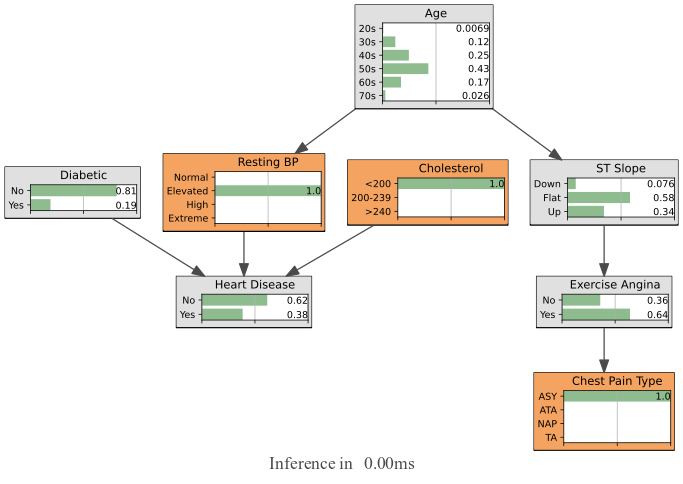 Age
20s 0.0069
30s 0.12
40s 0.25
50s 0.43
60s 0.17
70s 0.026
Diabetic
No 0.81
Yes 0.19
Resting BP
Normal
Elevated 1.0
High
Extreme
Cholesterol
<200 1.0
200-239
>240
ST Slope
Down 0.076
Flat 0.58
Up 0.34
Heart Disease
No 0.62
Yes 0.38
Exercise Angina
No 0.36
Yes 0.64
Chest Pain Type
ASY 1.0
ATA
NAP
TA
Inference in 0.00ms